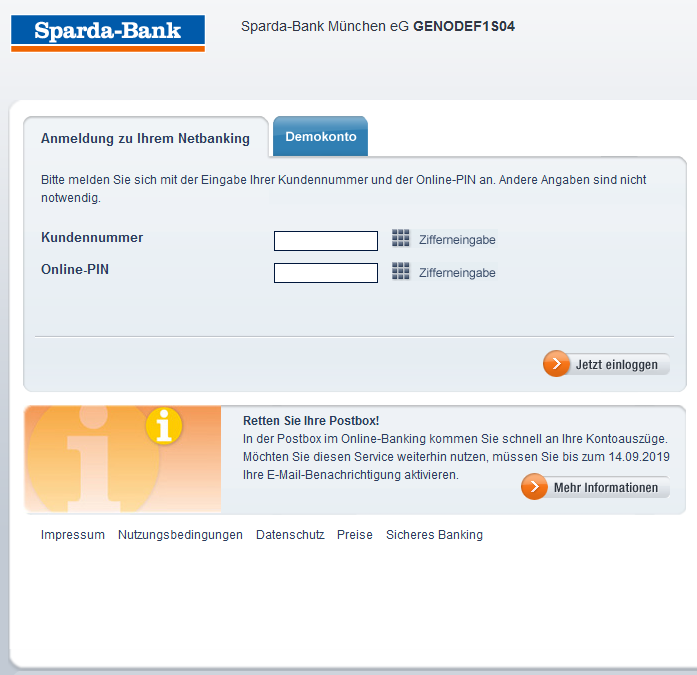 Sparda-Bank
Sparda-Bank München eG GENODEF1S04
Anmeldung zu Ihrem Netbanking
Demokonto
Bitte melden Sie sich mit der Eingabe Ihrer Kundennummer und der Online-PIN an. Andere Angaben sind nicht
notwendig.
Kundennummer
Zifferneingabe
Online-PIN
Zifferneingabe
Jetzt einloggen
Retten Sie Ihre Postbox!
In der Postbox im Online-Banking kommen Sie schnell an Ihre Kontoauszüge.
Möchten Sie diesen Service weiterhin nutzen, müssen Sie bis zum 14.09.2019
Ihre E-Mail-Benachrichtigung aktivieren.
Mehr Informationen
Impressum Nutzungsbedingungen Datenschutz Preise Sicheres Banking